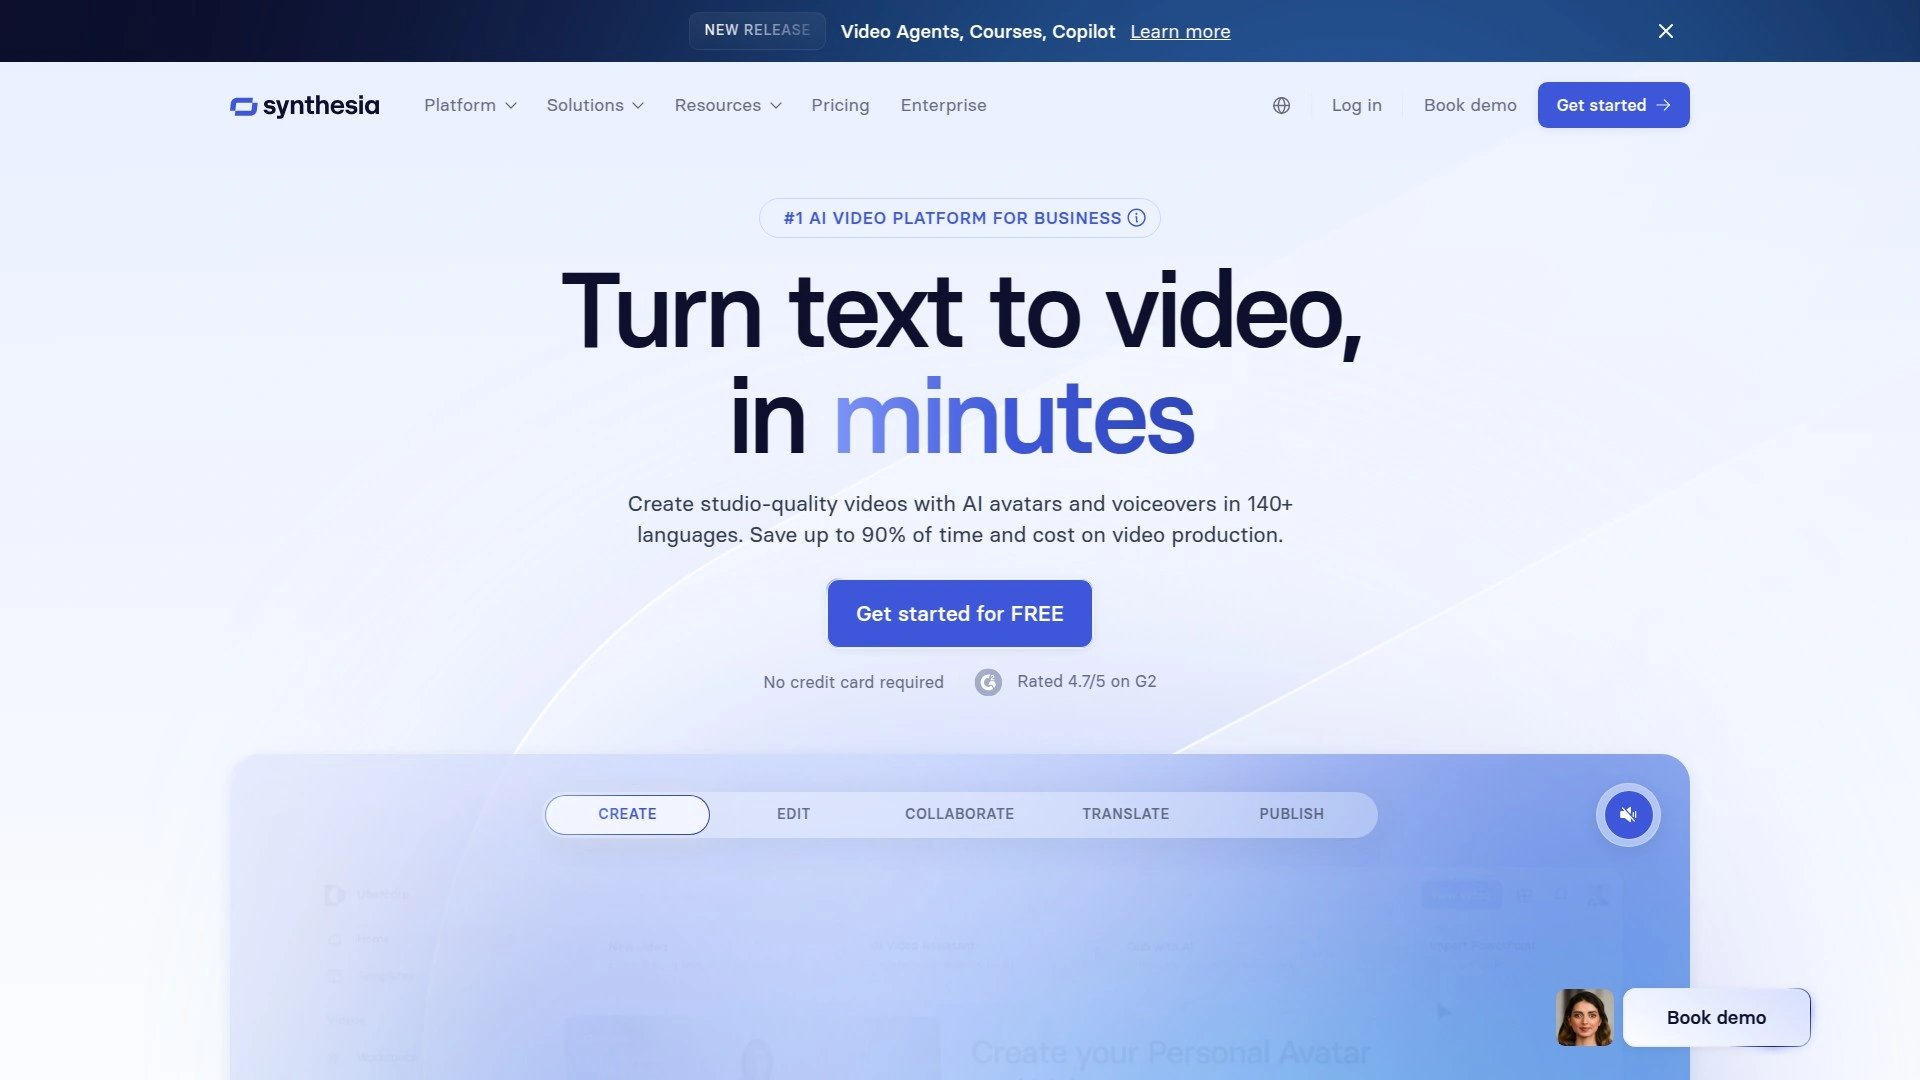 NEW RELEASE
Video Agents, Courses, Copilot
Learn more
synthesia
Platform
Solutions
Resources
Pricing
Enterprise
Log in
Book demo
Get started
#1 AI VIDEO PLATFORM FOR BUSINESS
Turn text to video,
in minutes
Create studio-quality videos with AI avatars and voiceovers in 140+
languages. Save up to 90% of time and cost on video production.
Get started for FREE
No credit card required
Rated 4.7/5 on G2
CREATE
EDIT
COLLABORATE
TRANSLATE
PUBLISH
Home
Create your Personal Avatar
Book demo